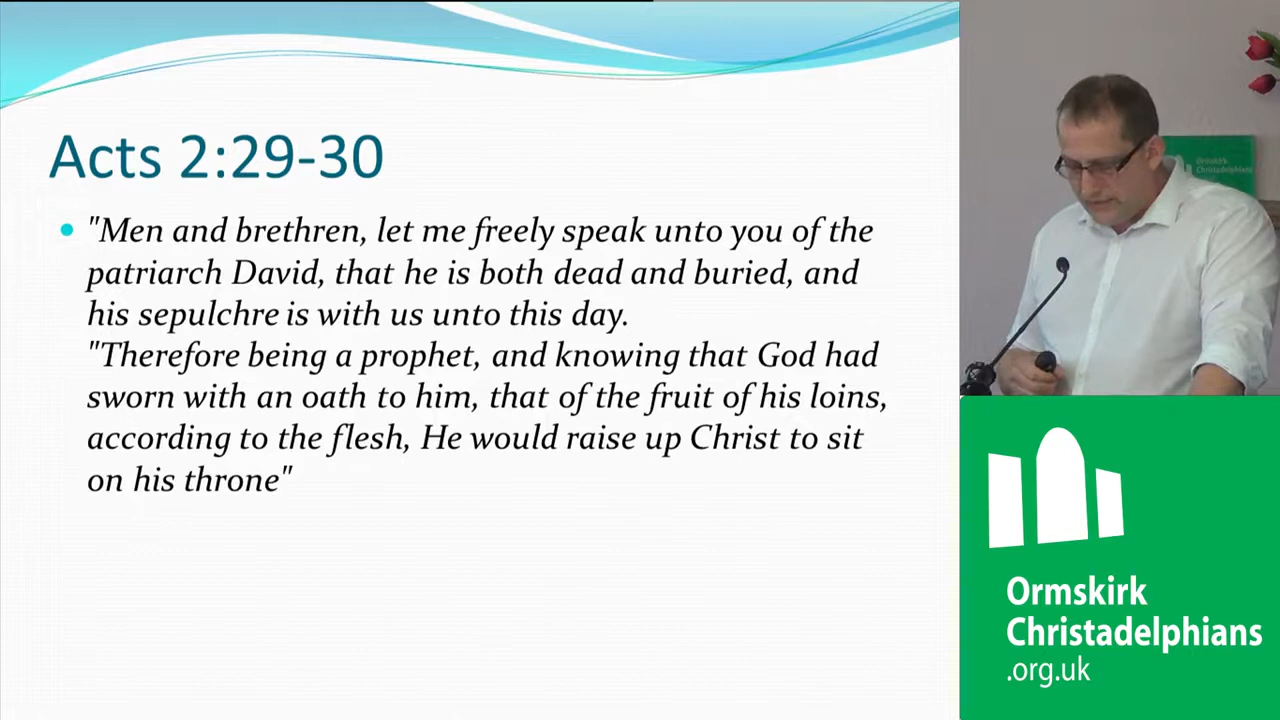 Acts 2:29-30
• "Men and brethren, let me freely speak unto you of the
patriarch David, that he is both dead and buried, and
his sepulchre is with us unto this day.
"Therefore being a prophet, and knowing that God had
sworn with an oath to him, that of the fruit of his loins,
according to the flesh, He would raise up Christ to sit
on his throne"
Ormskirk
Christadelphians
Ormskirk
Christadelphians
.org.uk